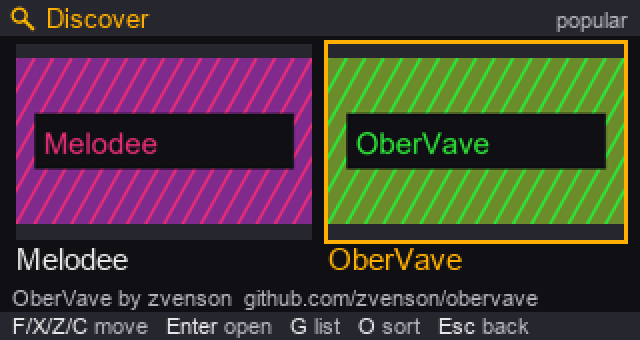 Discover
popular
Melodee
OberVave
Melodee
OberVave
OberVave by zvenson github.com/zvenson/obervave
F/X/Z/C move Enter open G list O sort Esc back